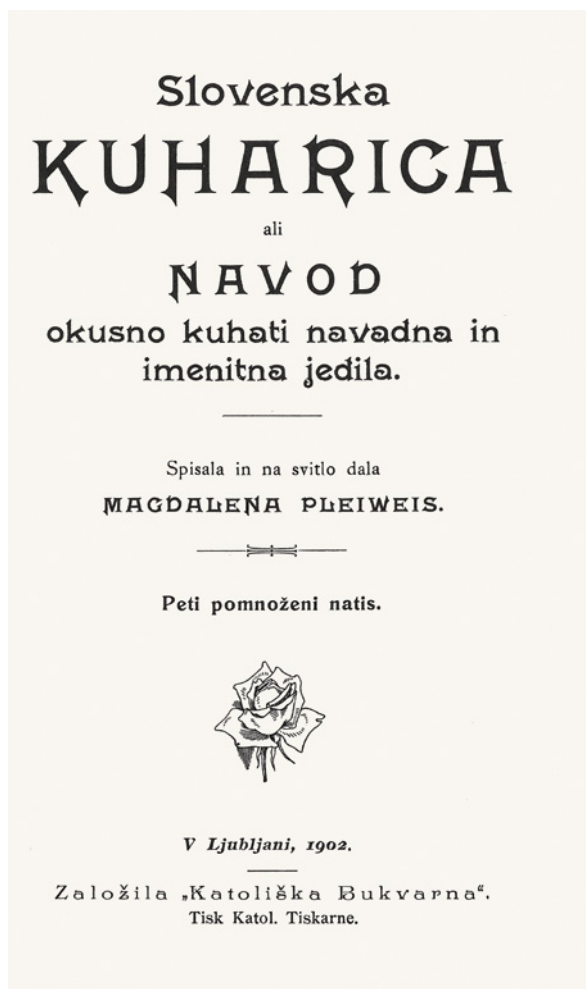 Slovenska
KUHARICA
ali
NAVOD
okusno kuhati navadna in
imenitna jedila.
Spisala in na svitlo dala
MAGDALENA PLEIWEIS.
Peti pomnoženi natis.
V Ljubljani, 1902.
Založila „Katoliška Bukvarna“.
Tisk Katol. Tiskarne.